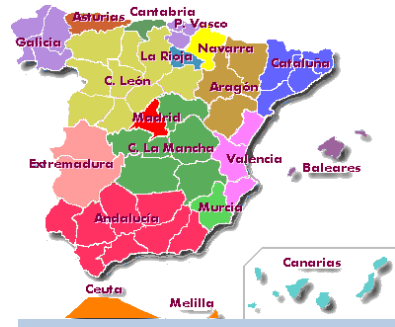 Cantabria
Asturias
P. Vasco
Galicia
Navarra
La Rioja
Cataluña
C. León
Aragón
Madrid
C. La Mancha
Valencia
Extremadura
Baleares
Murcia
Andalucía
Canarias
Ceuta
Melilla